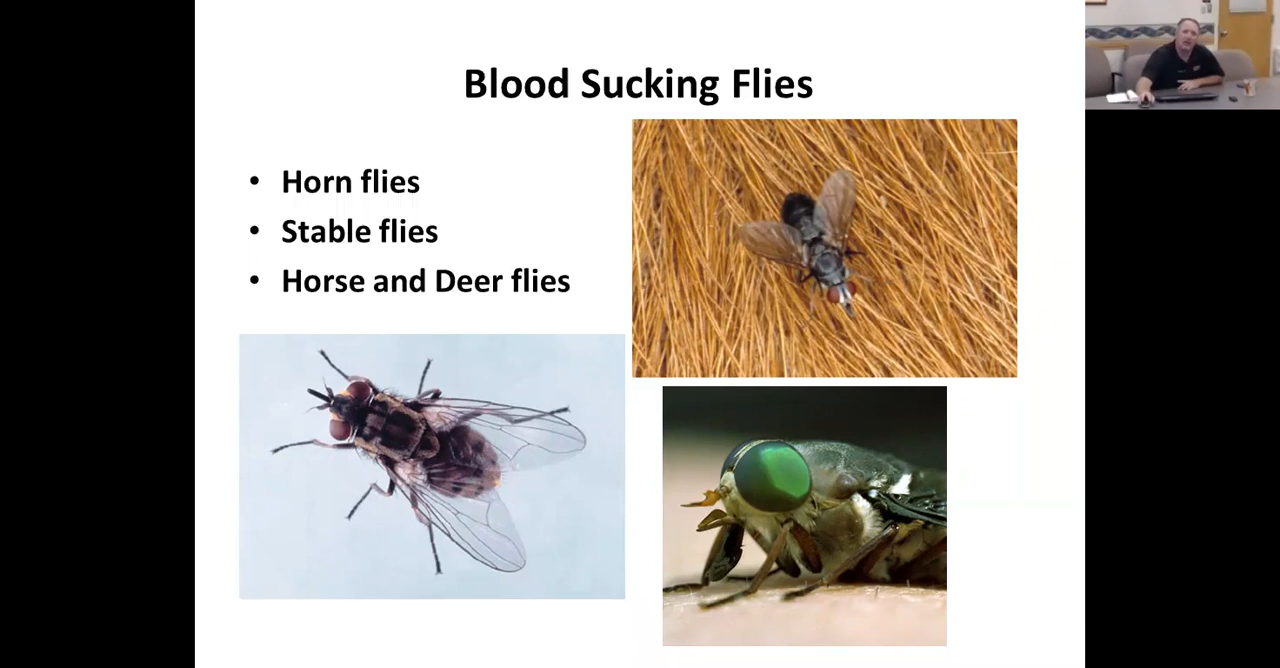 Blood Sucking Flies
• Horn flies
• Stable flies
• Horse and Deer flies